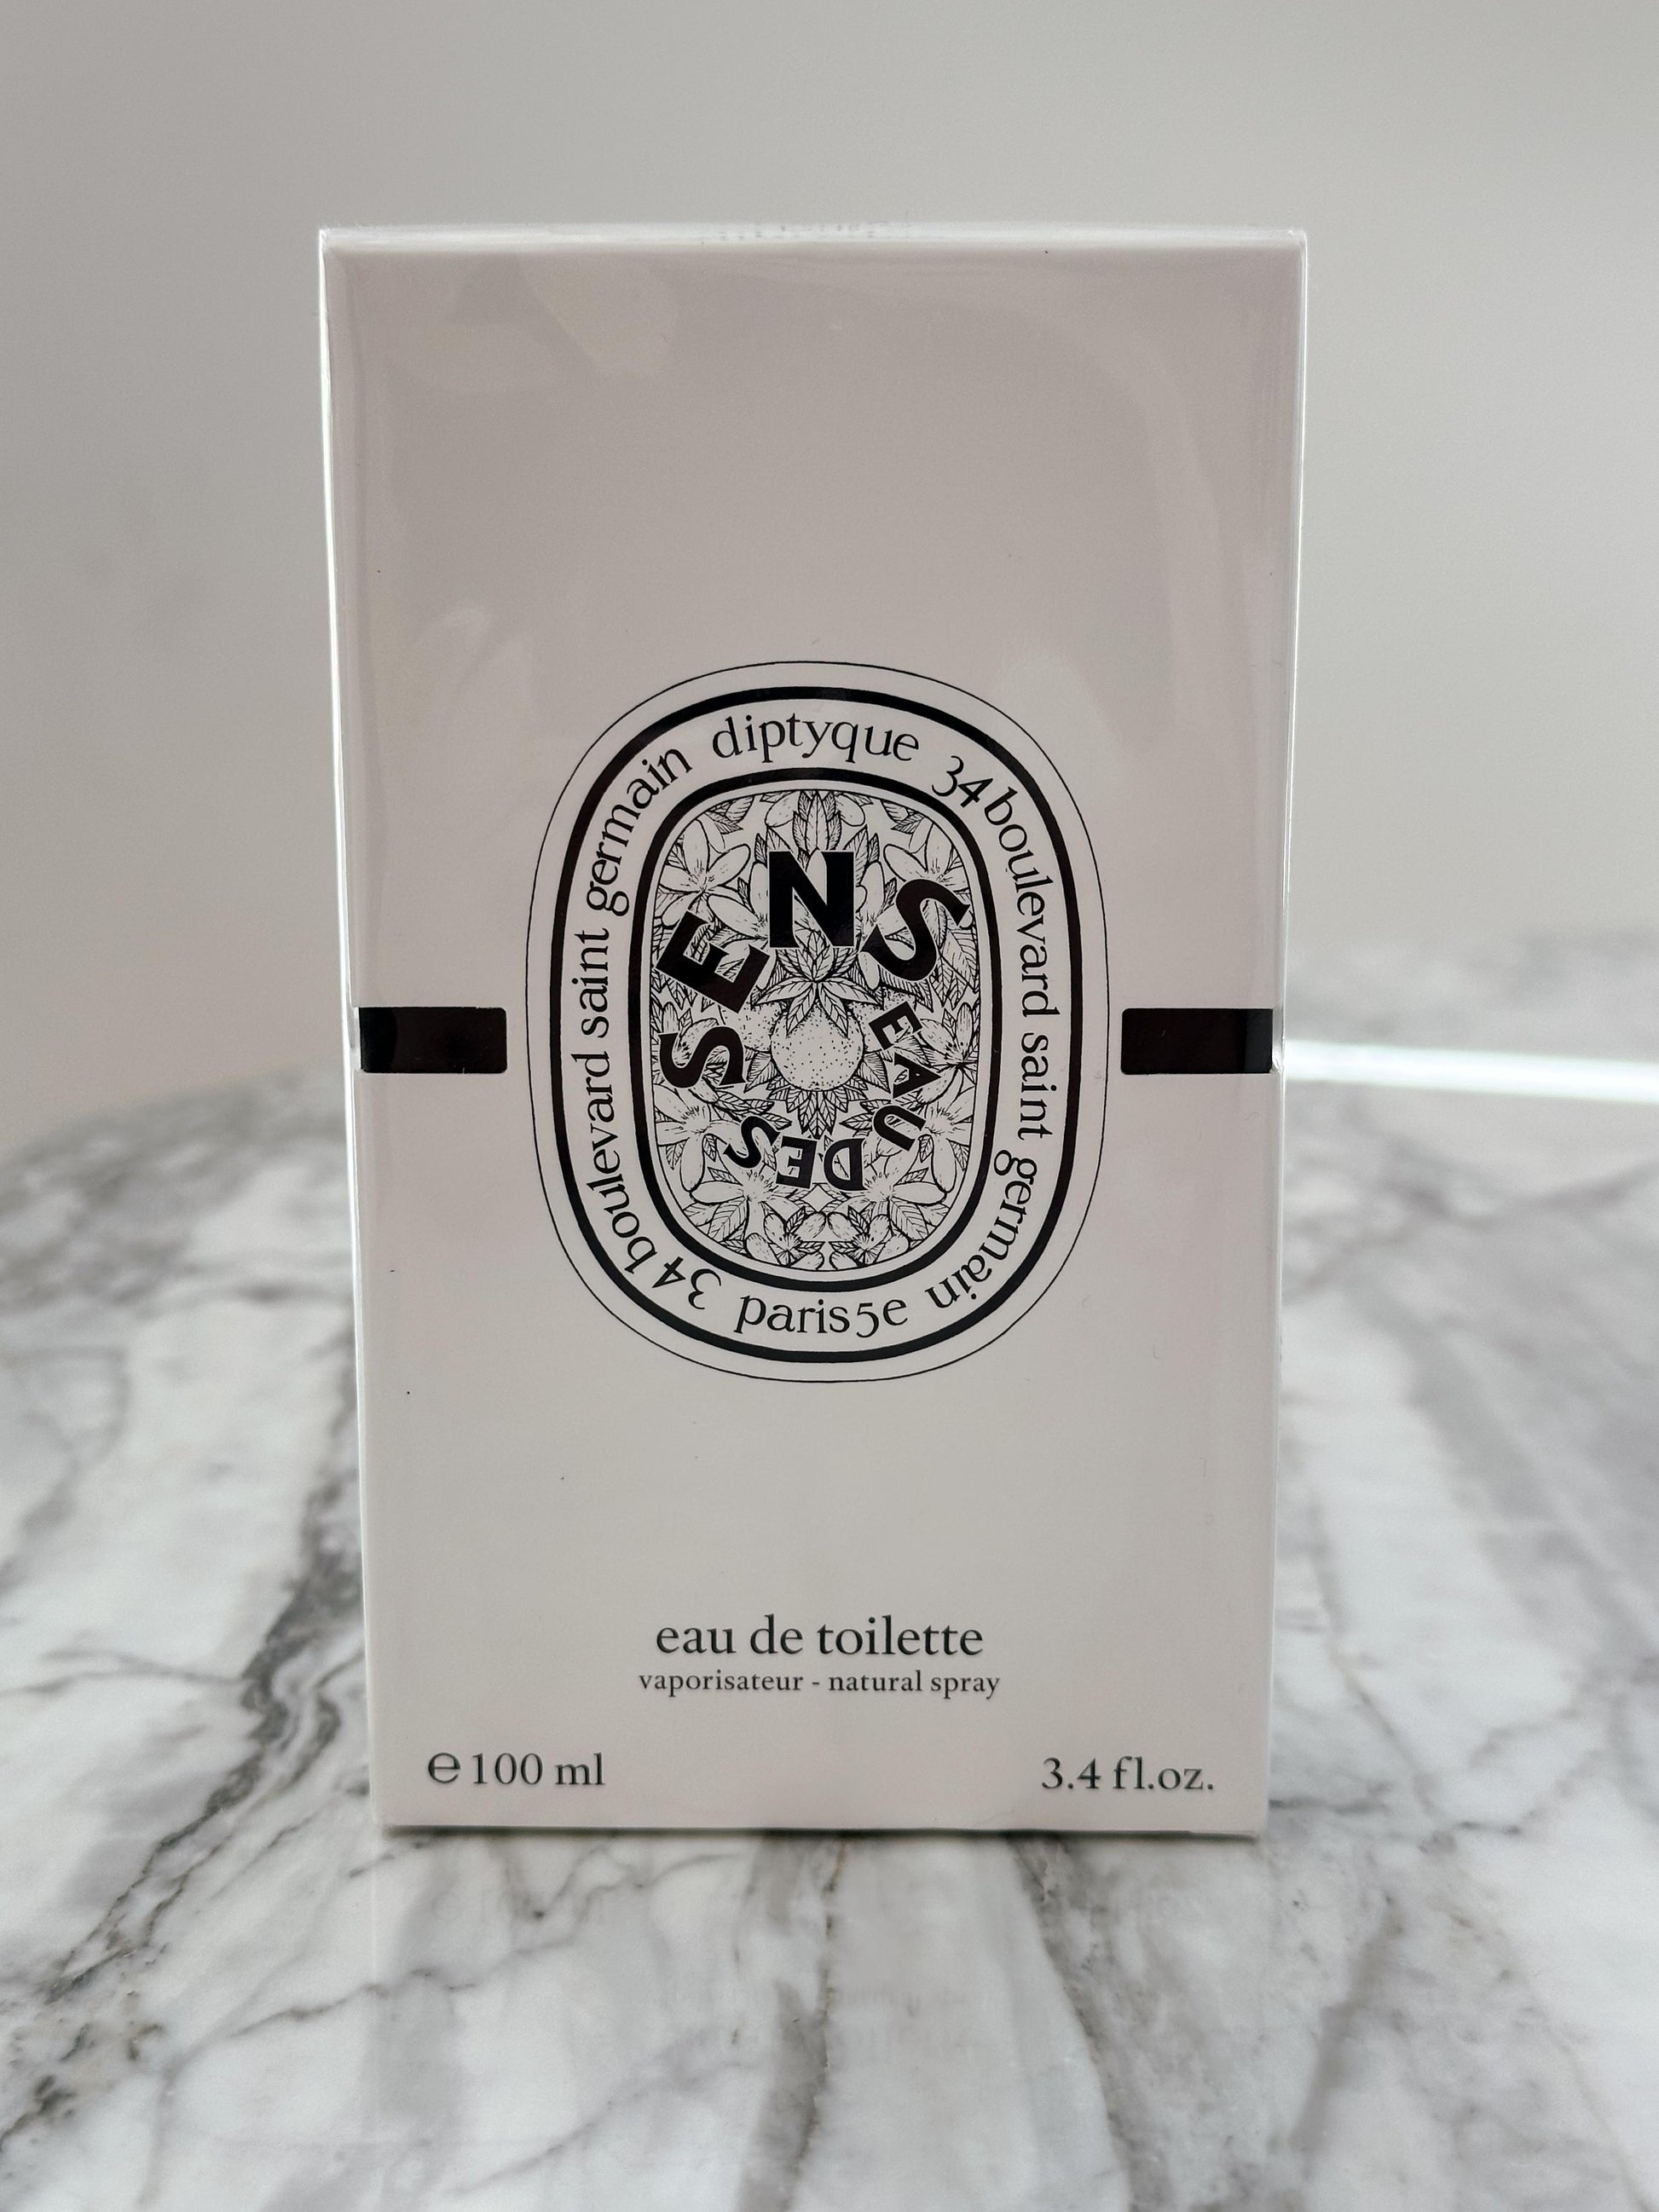 diptyque 34 boulevard saint germain paris 5e 34 boulevard saint germain
EAU DES SENS
eau de toilette
vaporisateur - natural spray
℮ 100 ml
3.4 fl.oz.